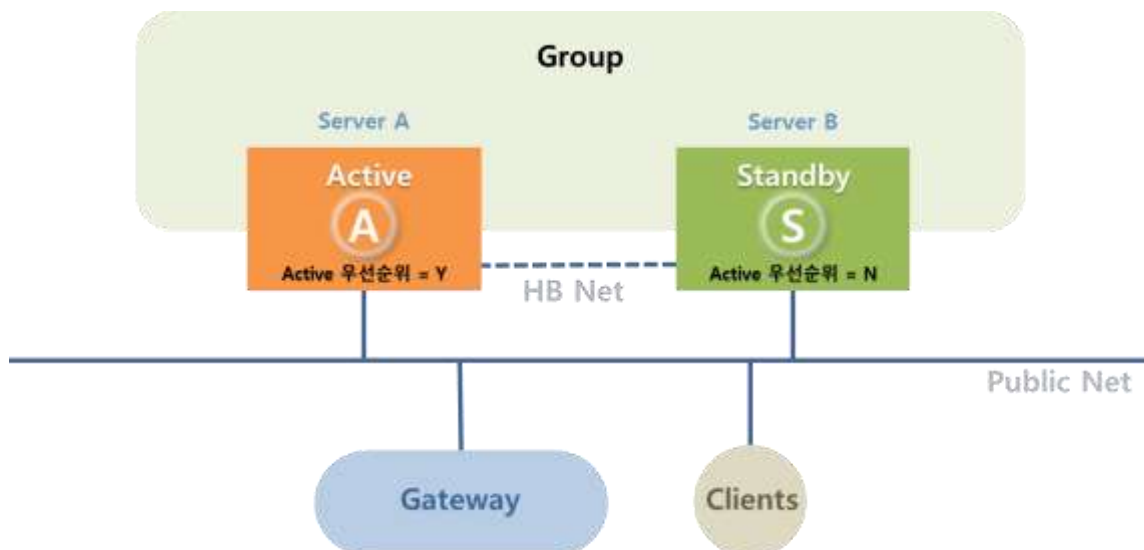 Group
Server A
Server B
Active
Standby
A
S
Active 우선순위 = Y
Active 우선순위 = N
HB Net
Public Net
Gateway
Clients